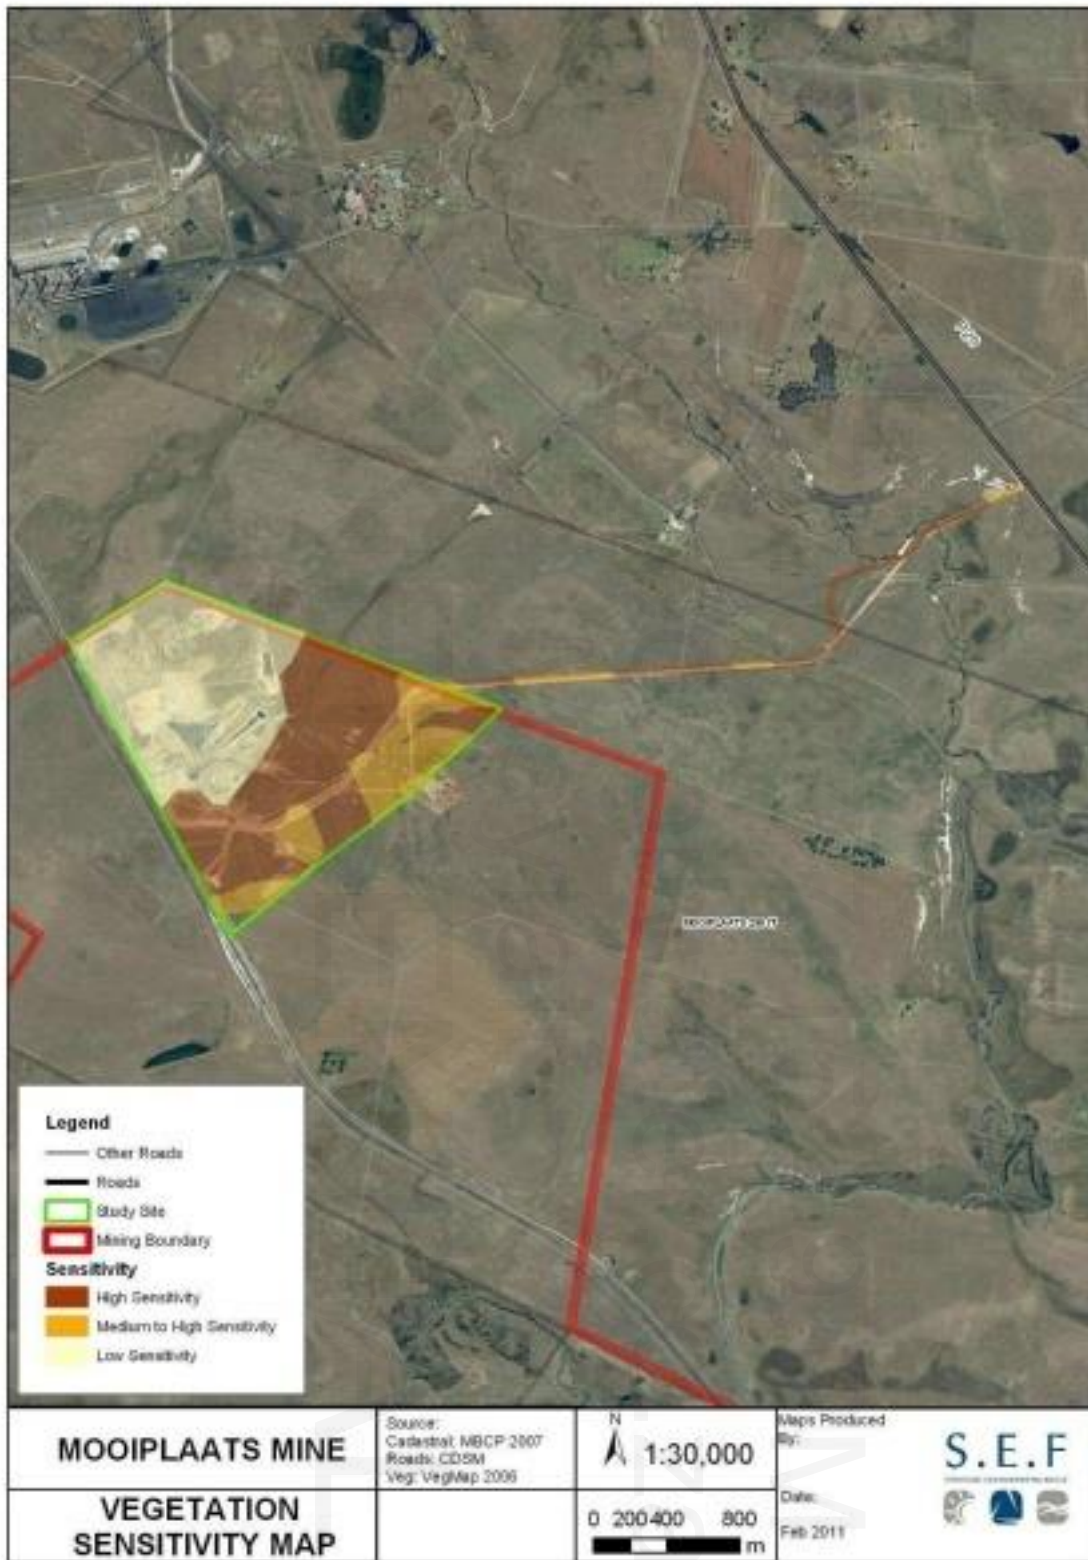 Legend
Other Roads
Roads
Study Site
Mining Boundary
Sensitivity
High Sensitivity
Medium to High Sensitivity
Low Sensitivity
MOOIPLAATS MINE
VEGETATION
SENSITIVITY MAP
Source:
Cadastral: MBCP 2007
Roads: CDSM
Veg: VegMap 2006
N
1:30,000
0 200 400 800
m
Maps Produced
By:
Date:
Feb 2011
S.E.F